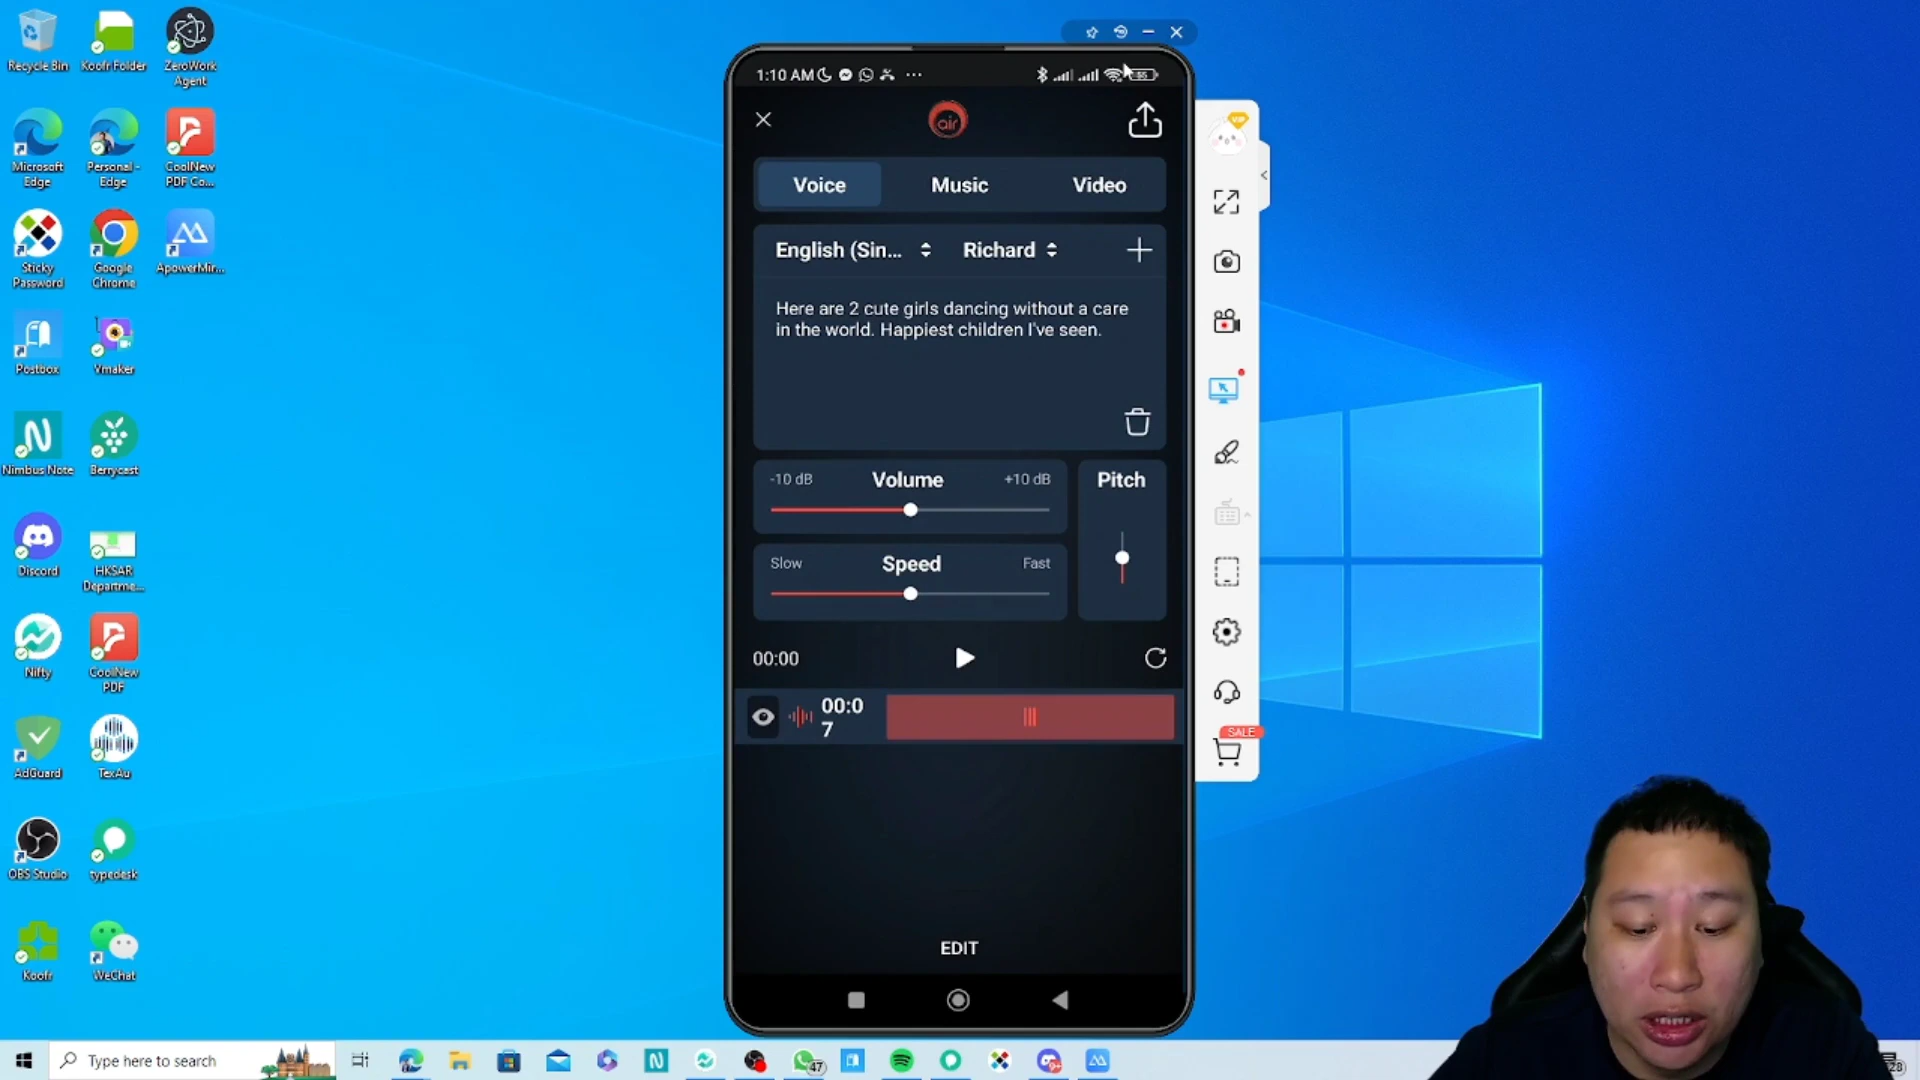 Recycle Bin
Koofr Folder
ZeroWork
Agent
Microsoft
Edge
Personal -
Edge
CoolNew
PDF Co...
Sticky
Password
Google
Chrome
ApowerMir...
Postbox
Vmaker
Nimbus Note
Berrycast
Discord
HKSAR
Departme...
Nifty
CoolNew
PDF
AdGuard
TexAu
OBS Studio
typedesk
Koofr
WeChat
1:10 AM
air
Voice
Music
Video
English (Sin...
Richard
Here are 2 cute girls dancing without a care
in the world. Happiest children I've seen.
-10 dB
Volume
+10 dB
Pitch
Slow
Speed
Fast
00:00
00:0
7
EDIT
VIP
SALE
Type here to search
47
9+
28